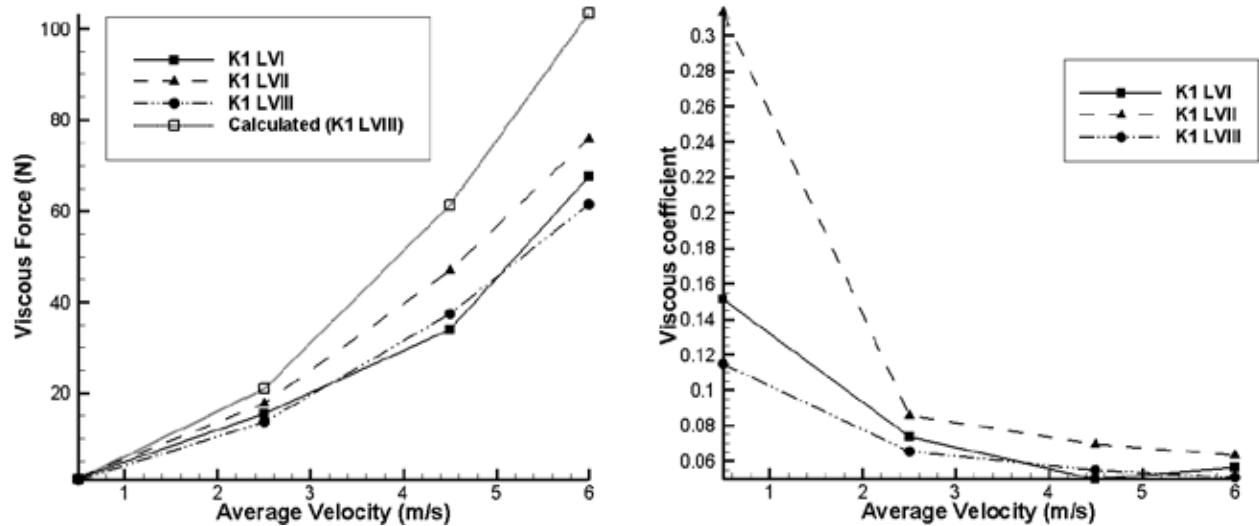 100
80
60
40
20
Viscous Force (N)
K1 LVI
K1 LVII
K1 LVIII
Calculated (K1 LVIII)
1 2 3 4 5 6
Average Velocity (m/s)
0.3
0.28
0.26
0.24
0.22
0.2
0.18
0.16
0.14
0.12
0.1
0.08
0.06
Viscous coefficient
K1 LVI
K1 LVII
K1 LVIII
1 2 3 4 5 6
Average Velocity (m/s)